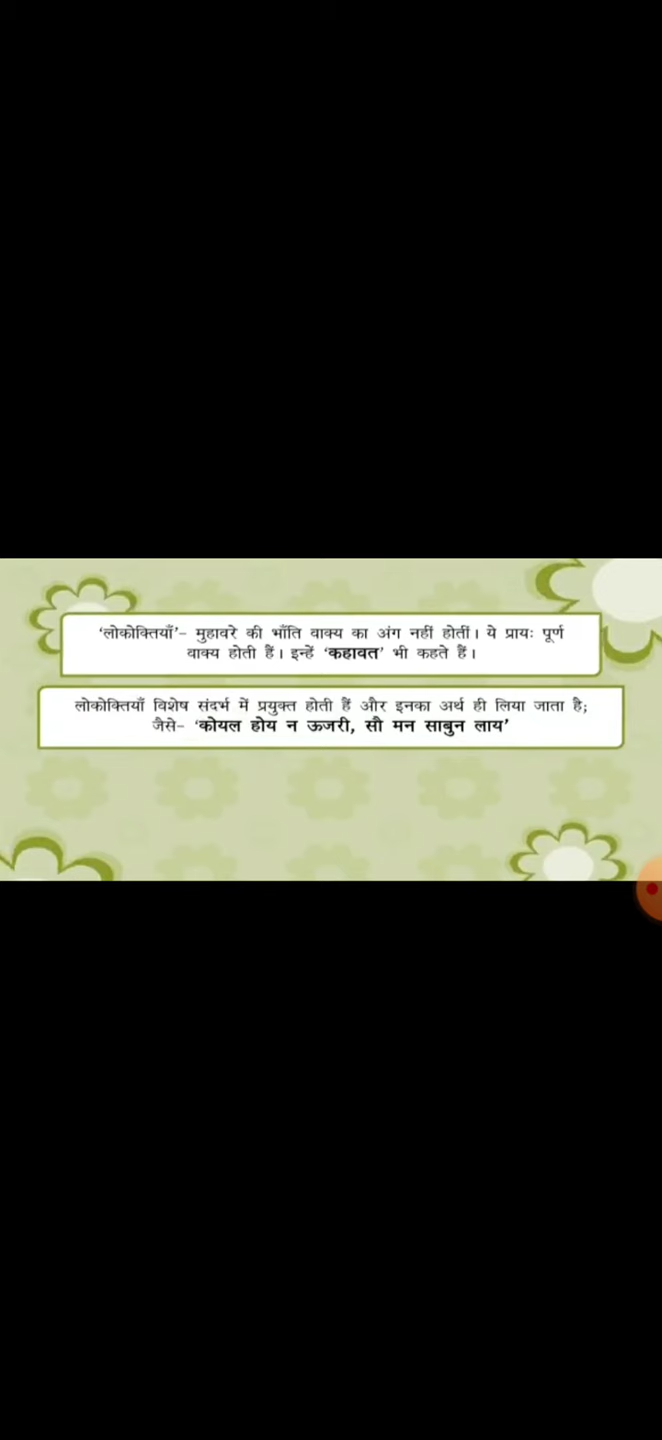 'लोकोक्तियाँ'– मुहावरे की भाँति वाक्य का अंग नहीं होतीं। ये प्रायः पूर्ण
वाक्य होती हैं। इन्हें 'कहावत' भी कहते हैं।
लोकोक्तियाँ विशेष संदर्भ में प्रयुक्त होती हैं और इनका अर्थ ही लिया जाता है;
जैसे– 'कोयल होय न ऊजरी, सौ मन साबुन लाय'